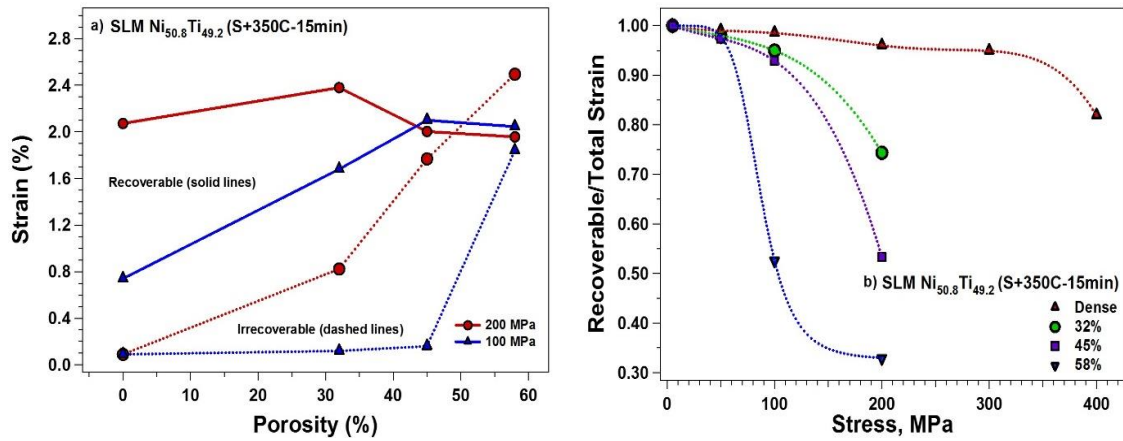 a) SLM Ni50.8Ti49.2 (S+350C-15min)
2.8
2.4
2.0
1.6
1.2
0.8
0.4
0.0
Strain (%)
Recoverable (solid lines)
Irrecoverable (dashed lines)
200 MPa
100 MPa
0 10 20 30 40 50 60
Porosity (%)
1.00
0.90
0.80
0.70
0.60
0.50
0.40
0.30
Recoverable/Total Strain
b) SLM Ni50.8Ti49.2 (S+350C-15min)
Dense
32%
45%
58%
0 100 200 300 400
Stress, MPa